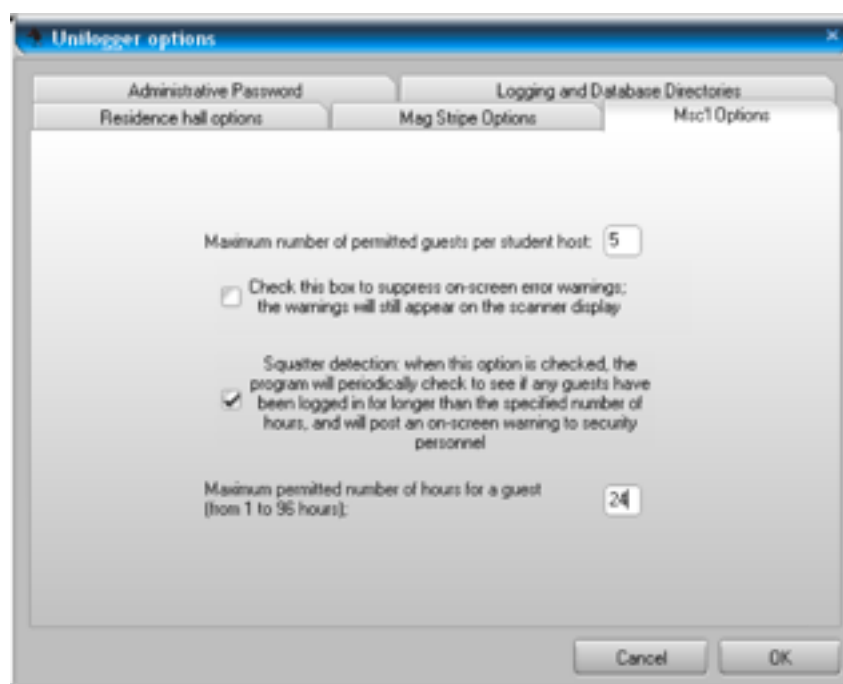 Unilogger options
Administrative Password
Logging and Database Directories
Residence hall options
Mag Stripe Options
Msc1 Options
Maximum number of permitted guests per student host: 5
Check this box to suppress on-screen error warnings;
the warnings will still appear on the scanner display
Squatter detection: when this option is checked, the
program will periodically check to see if any guests have
been logged in for longer than the specified number of
hours, and will post an on-screen warning to security
personnel
Maximum permitted number of hours for a guest
(from 1 to 96 hours): 24
Cancel
OK